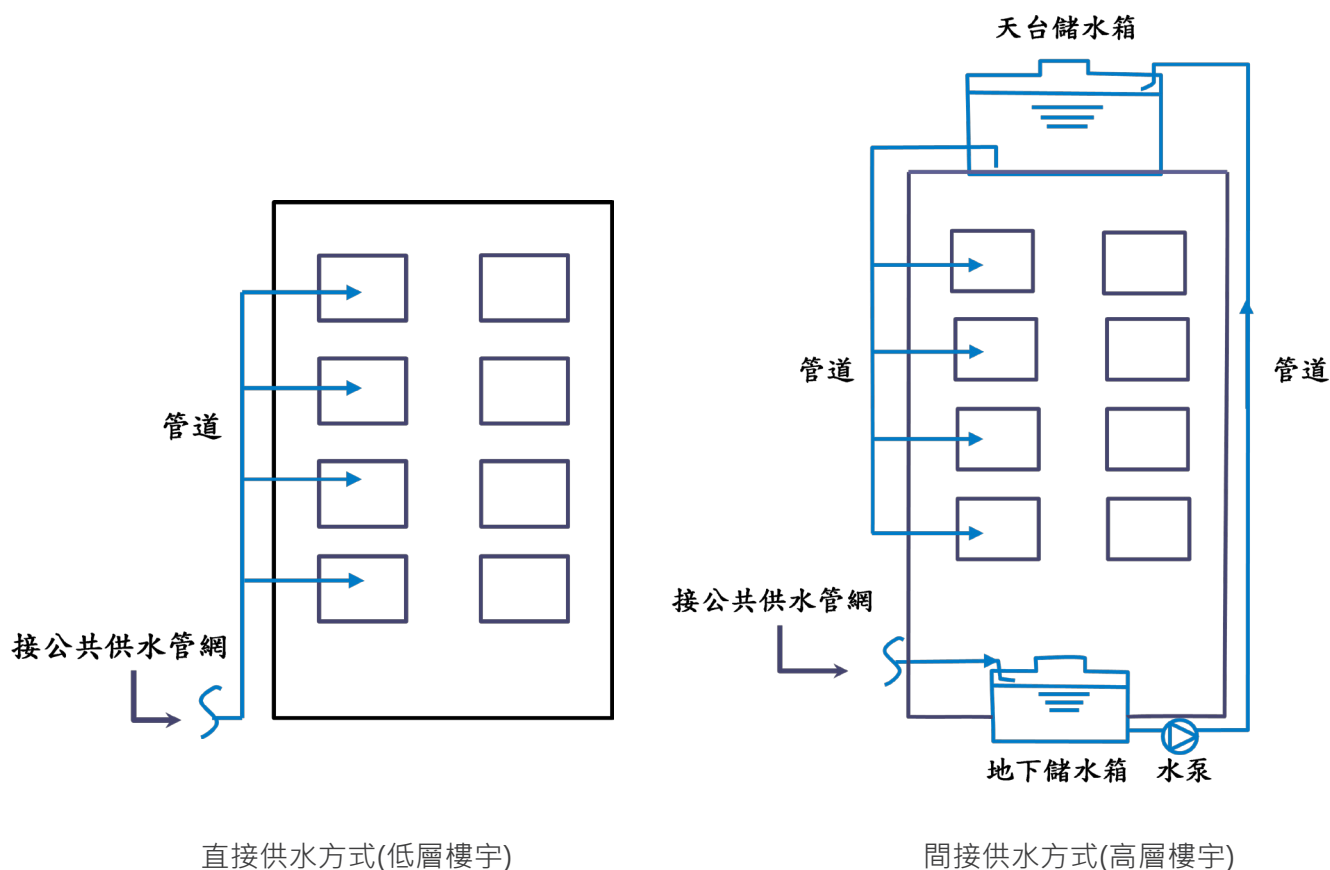 天台儲水箱
管道
管道
管道
接公共供水管網
接公共供水管網
地下儲水箱
水泵
直接供水方式(低層樓宇)
間接供水方式(高層樓宇)